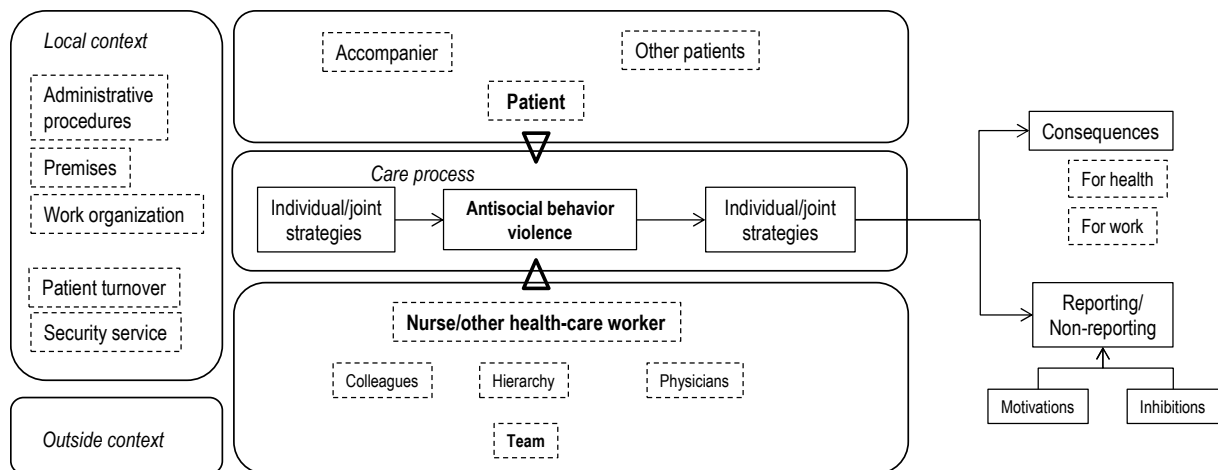 Local context
Administrative
procedures
Premises
Work organization
Patient turnover
Security service
Outside context
Accompanier
Other patients
Patient
Care process
Individual/joint
strategies
Antisocial behavior
violence
Individual/joint
strategies
Nurse/other health-care worker
Colleagues
Hierarchy
Physicians
Team
Consequences
For health
For work
Reporting/
Non-reporting
Motivations
Inhibitions